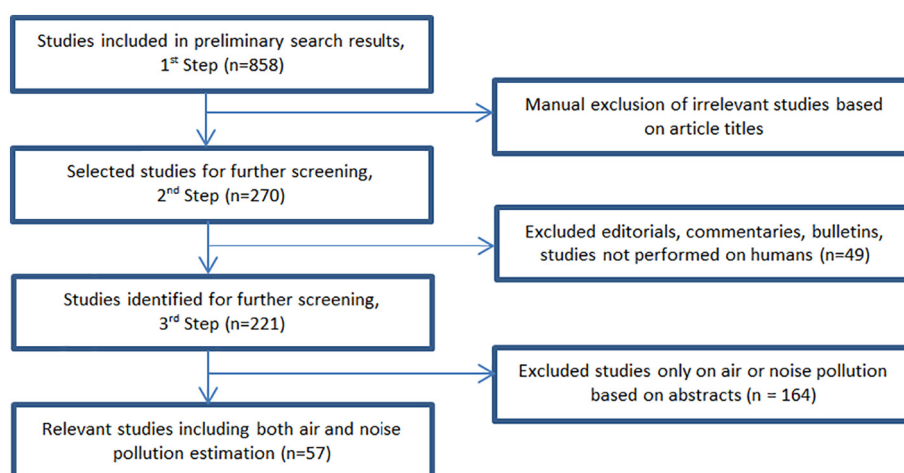 Studies included in preliminary search results,
1st Step (n=858)
Manual exclusion of irrelevant studies based
on article titles
Selected studies for further screening,
2nd Step (n=270)
Excluded editorials, commentaries, bulletins,
studies not performed on humans (n=49)
Studies identified for further screening,
3rd Step (n=221)
Excluded studies only on air or noise pollution
based on abstracts (n = 164)
Relevant studies including both air and noise
pollution estimation (n=57)